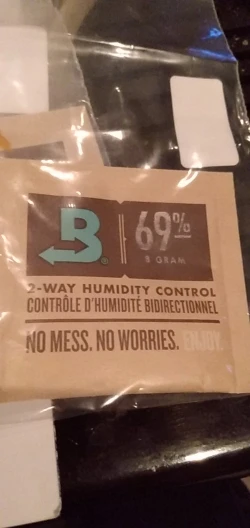 B
69%
8 GRAM
2-WAY HUMIDITY CONTROL
CONTRÔLE D'HUMIDITÉ BIDIRECTIONNEL
NO MESS. NO WORRIES. ENJOY.